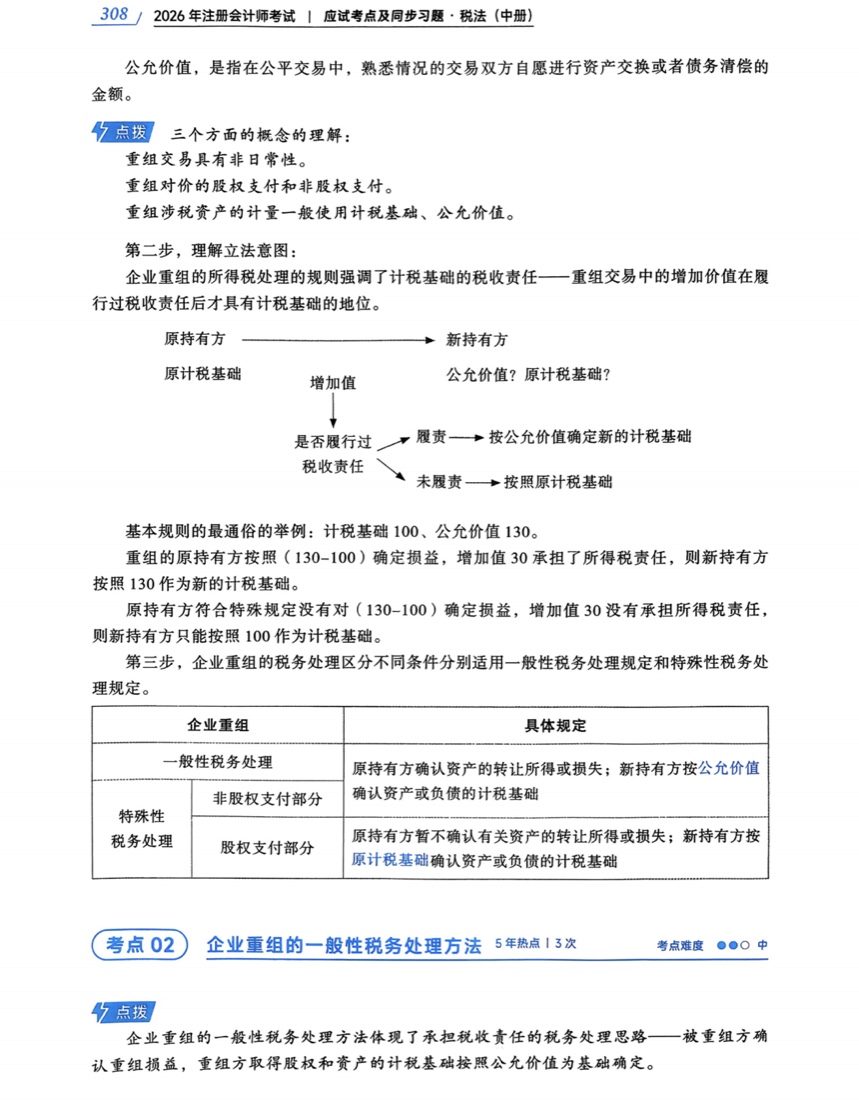 308 2026 年注册会计师考试 | 应试考点及同步习题 · 税法（中册）
公允价值，是指在公平交易中，熟悉情况的交易双方自愿进行资产交换或者债务清偿的
金额。
点拨 三个方面的概念的理解：
重组交易具有非日常性。
重组对价的股权支付和非股权支付。
重组涉税资产的计量一般使用计税基础、公允价值。
第二步，理解立法意图：
企业重组的所得税处理的规则强调了计税基础的税收责任——重组交易中的增加价值在履
行过税收责任后才具有计税基础的地位。
原持有方 新持有方
原计税基础 增加值 公允价值？原计税基础？
是否履行过 履责 按公允价值确定新的计税基础
税收责任 未履责 按照原计税基础
基本规则的最通俗的举例：计税基础 100、公允价值 130。
重组的原持有方按照（130–100）确定损益，增加值 30 承担了所得税责任，则新持有方
按照 130 作为新的计税基础。
原持有方符合特殊规定没有对（130–100）确定损益，增加值 30 没有承担所得税责任，
则新持有方只能按照 100 作为计税基础。
第三步，企业重组的税务处理区分不同条件分别适用一般性税务处理规定和特殊性税务处
理规定。
企业重组 具体规定
一般性税务处理 原持有方确认资产的转让所得或损失；新持有方按公允价值
非股权支付部分 确认资产或负债的计税基础
特殊性
税务处理
股权支付部分 原持有方暂不确认有关资产的转让所得或损失；新持有方按
原计税基础确认资产或负债的计税基础
考点 02 企业重组的一般性税务处理方法 5 年热点 | 3 次 考点难度 中
点拨
企业重组的一般性税务处理方法体现了承担税收责任的税务处理思路——被重组方确
认重组损益，重组方取得股权和资产的计税基础按照公允价值为基础确定。